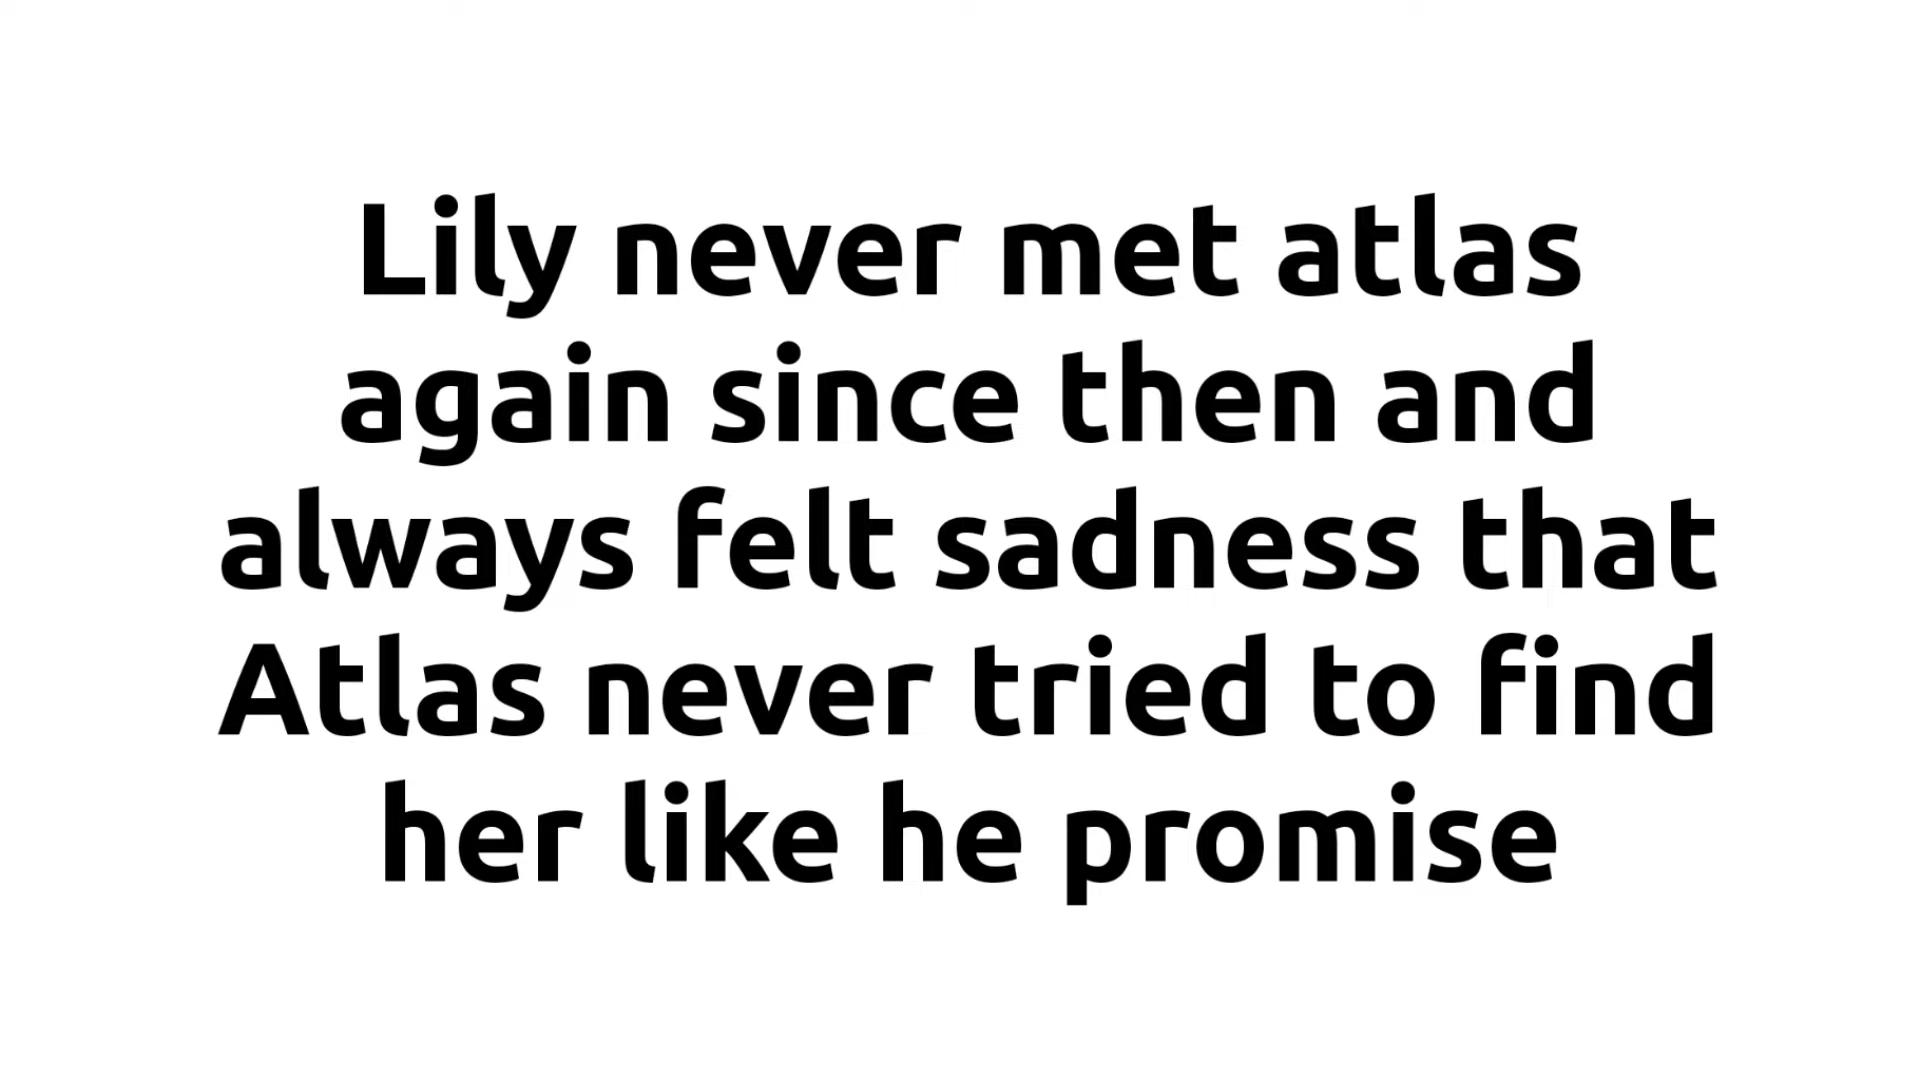 Lily never met atlas
again since then and
always felt sadness that
Atlas never tried to find
her like he promise